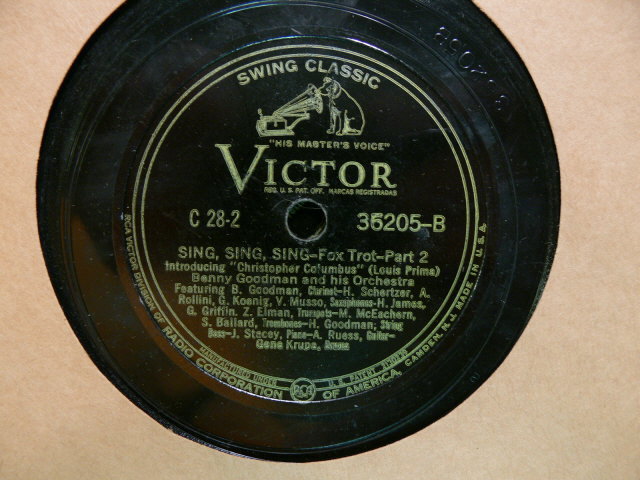 SWING CLASSIC
"HIS MASTER'S VOICE"
VICTOR
REG. U. S. PAT. OFF. MARCAS REGISTRADAS
C 28-2
36205-B
SING, SING, SING-Fox Trot-Part 2
Introducing "Christopher Columbus" (Louis Prima)
Benny Goodman and his Orchestra
Featuring B. Goodman, Clarinet-H. Schertzer, A.
Rollini, G. Koenig, V. Musso, Saxophones-H. James,
G. Griffin, Z. Elman, Trumpets-M. McEachern,
S. Ballard, Trombones-H. Goodman, String
Bass-J. Stacey, Piano-A. Ruess, Guitar-
Gene Krupa, Drums
MANUFACTURED UNDER U. S. PATENT
RCA VICTOR DIVISION OF RADIO CORPORATION OF AMERICA, CAMDEN, N. J. MADE IN U.S.A.
RCA